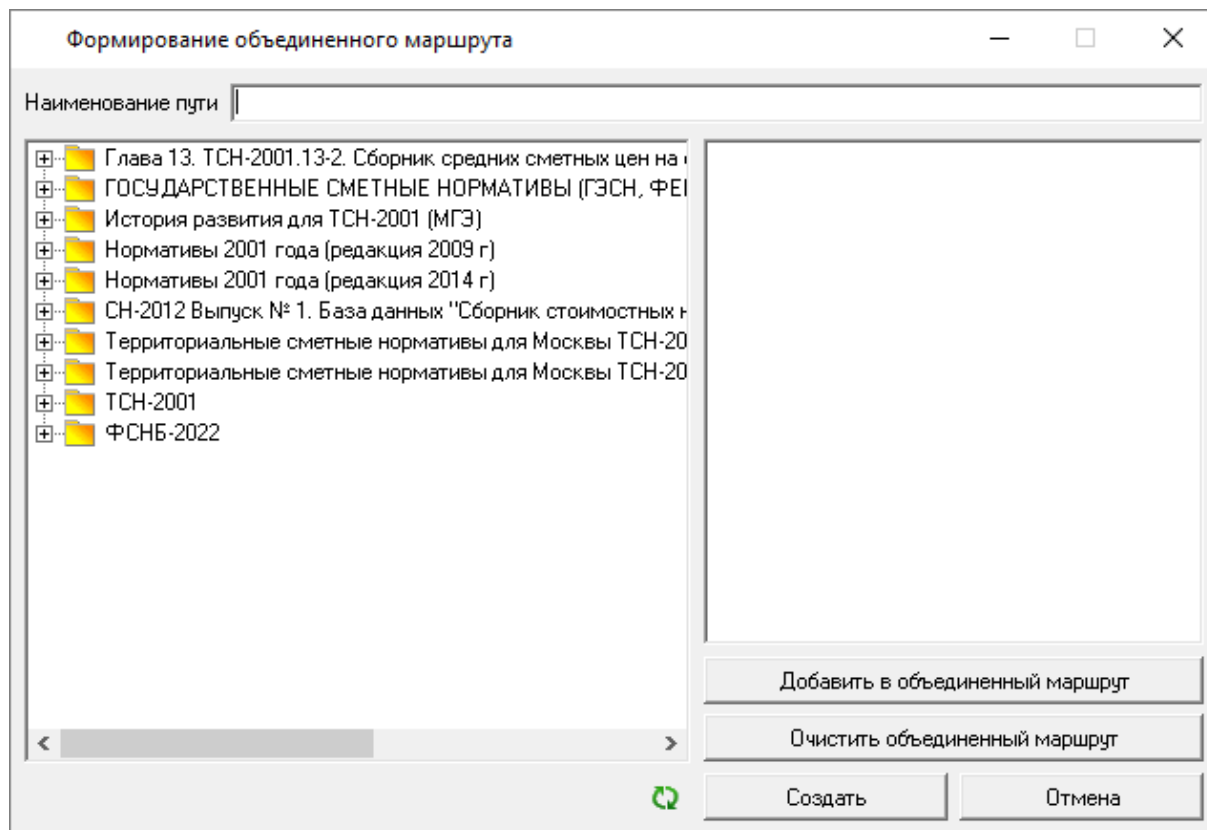 Формирование объединенного маршрута
Наименование пути
Глава 13. ТСН-2001.13-2. Сборник средних сметных цен на
ГОСУДАРСТВЕННЫЕ СМЕТНЫЕ НОРМАТИВЫ (ГЭСН, ФЕ
История развития для ТСН-2001 (МГЭ)
Нормативы 2001 года (редакция 2009 г)
Нормативы 2001 года (редакция 2014 г)
СН-2012 Выпуск № 1. База данных "Сборник стоимостных н
Территориальные сметные нормативы для Москвы ТСН-20
Территориальные сметные нормативы для Москвы ТСН-20
ТСН-2001
ФСНБ-2022
Добавить в объединенный маршрут
Очистить объединенный маршрут
Создать
Отмена